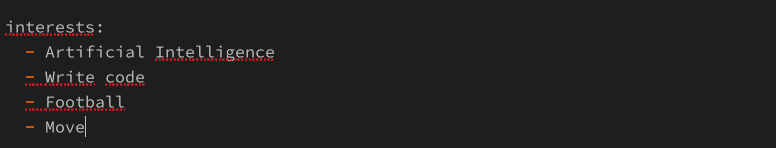 interests:
- Artificial Intelligence
- Write code
- Football
- Move